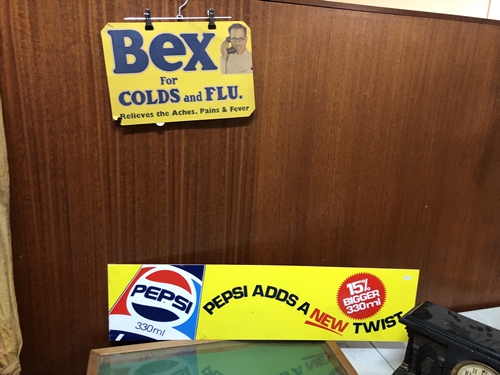 Bex
FOR
COLDS and FLU.
Relieves the Aches, Pains & Fever
PEPSI
330ml
PEPSI ADDS A NEW TWIST
15%
BIGGER
330ml